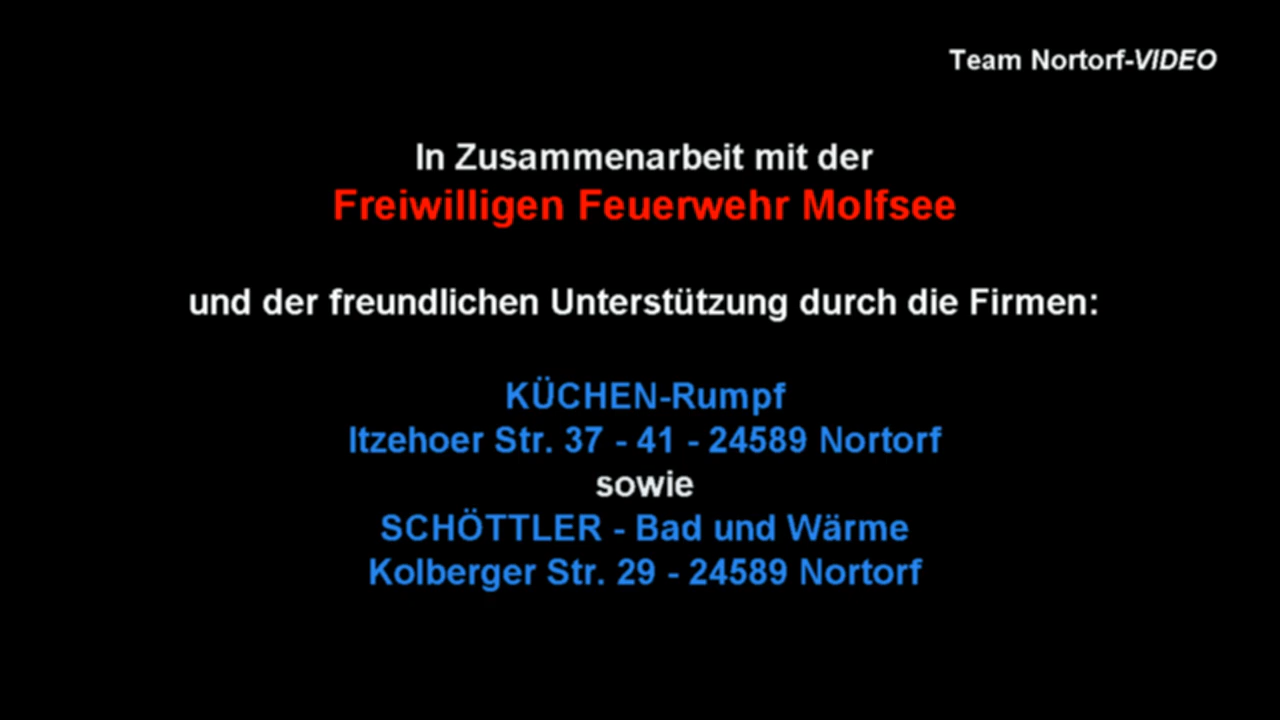 Team Nortorf-VIDEO
In Zusammenarbeit mit der
Freiwilligen Feuerwehr Molfsee
und der freundlichen Unterstützung durch die Firmen:
KÜCHEN-Rumpf
Itzehoer Str. 37 - 41 - 24589 Nortorf
sowie
SCHÖTTLER - Bad und Wärme
Kolberger Str. 29 - 24589 Nortorf